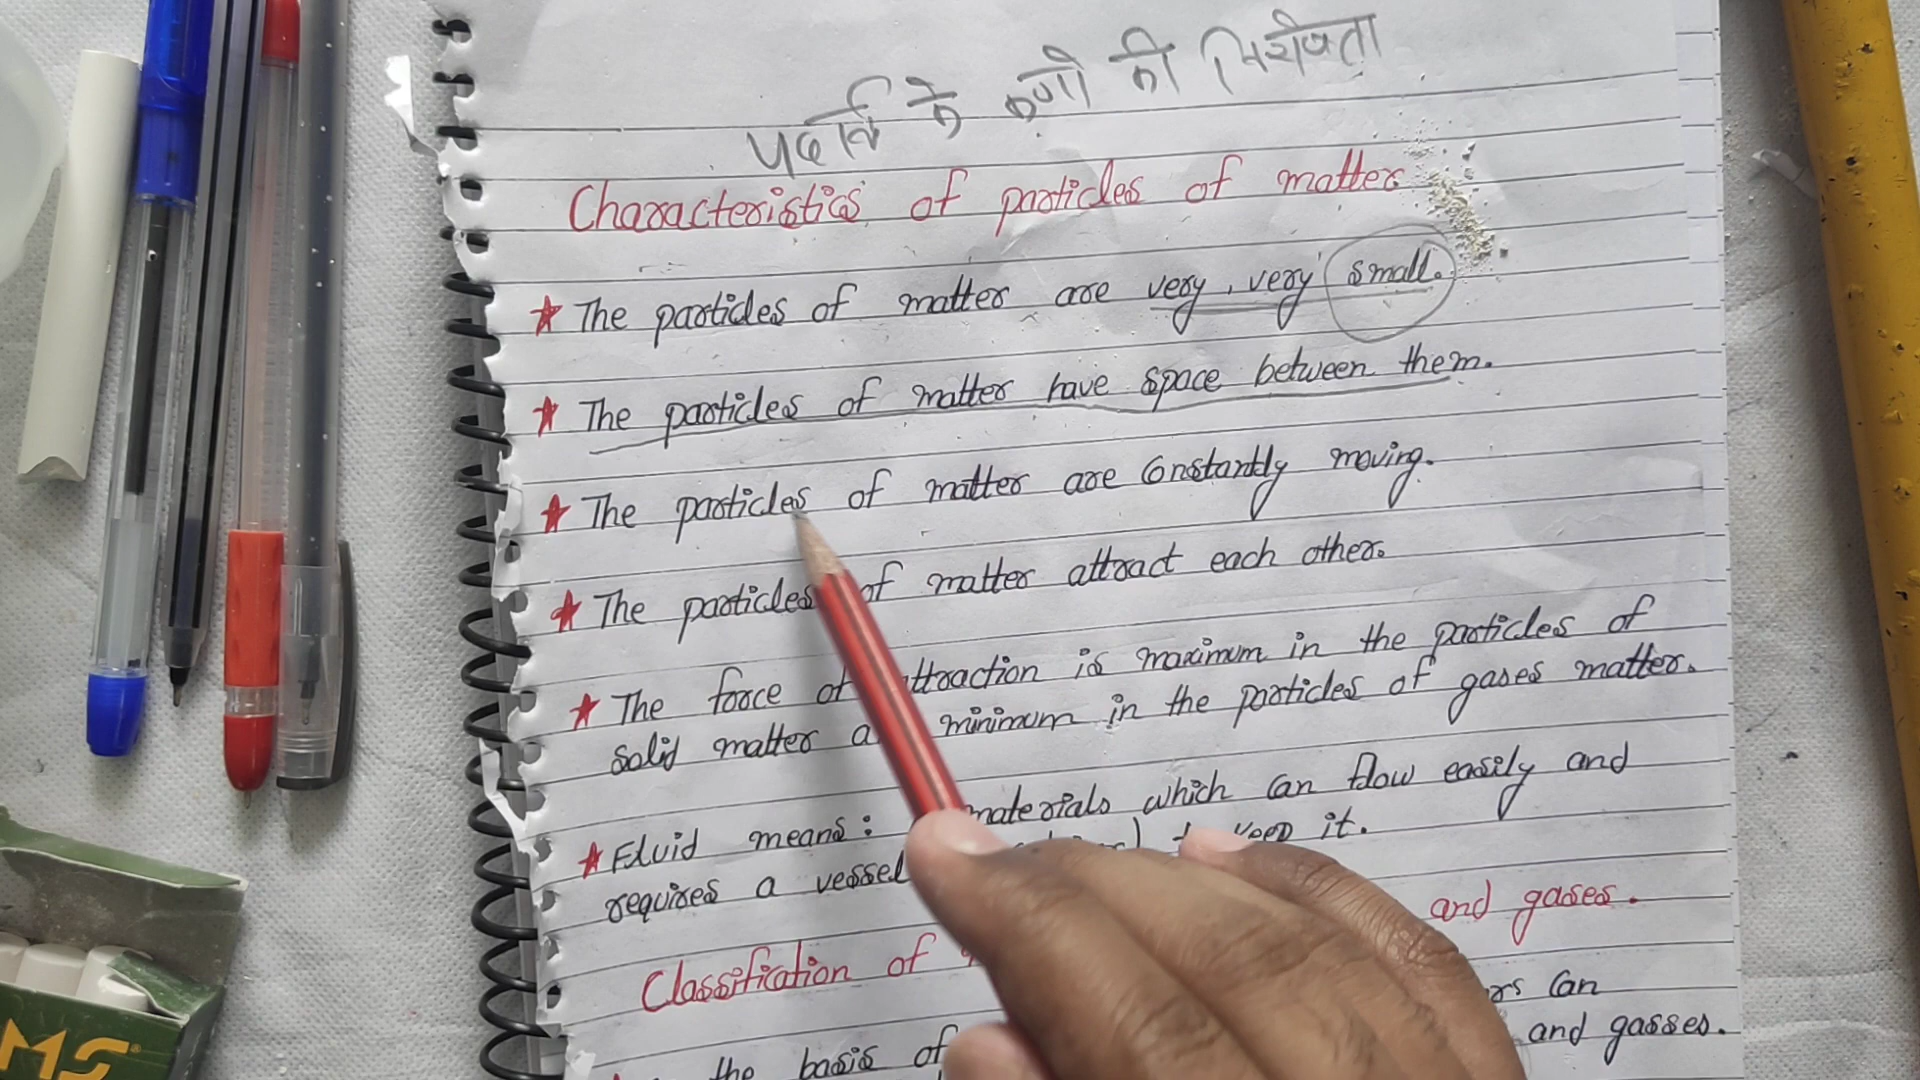 पदार्थ के कणो की विशेषता
Characteristics of particles of matter
★ The particles of matter are very, very small.
★ The particles of matter have space between them.
★ The particles of matter are Constantly moving.
★ The particles of matter attract each other.
★ The force of attraction is maximum in the particles of
solid matter minimum in the particles of gases matter.
★ Fluid means: materials which can flow easily and
requires a vessel keep it.
Classification of and gases.
can
the basis of and gasses.
MS